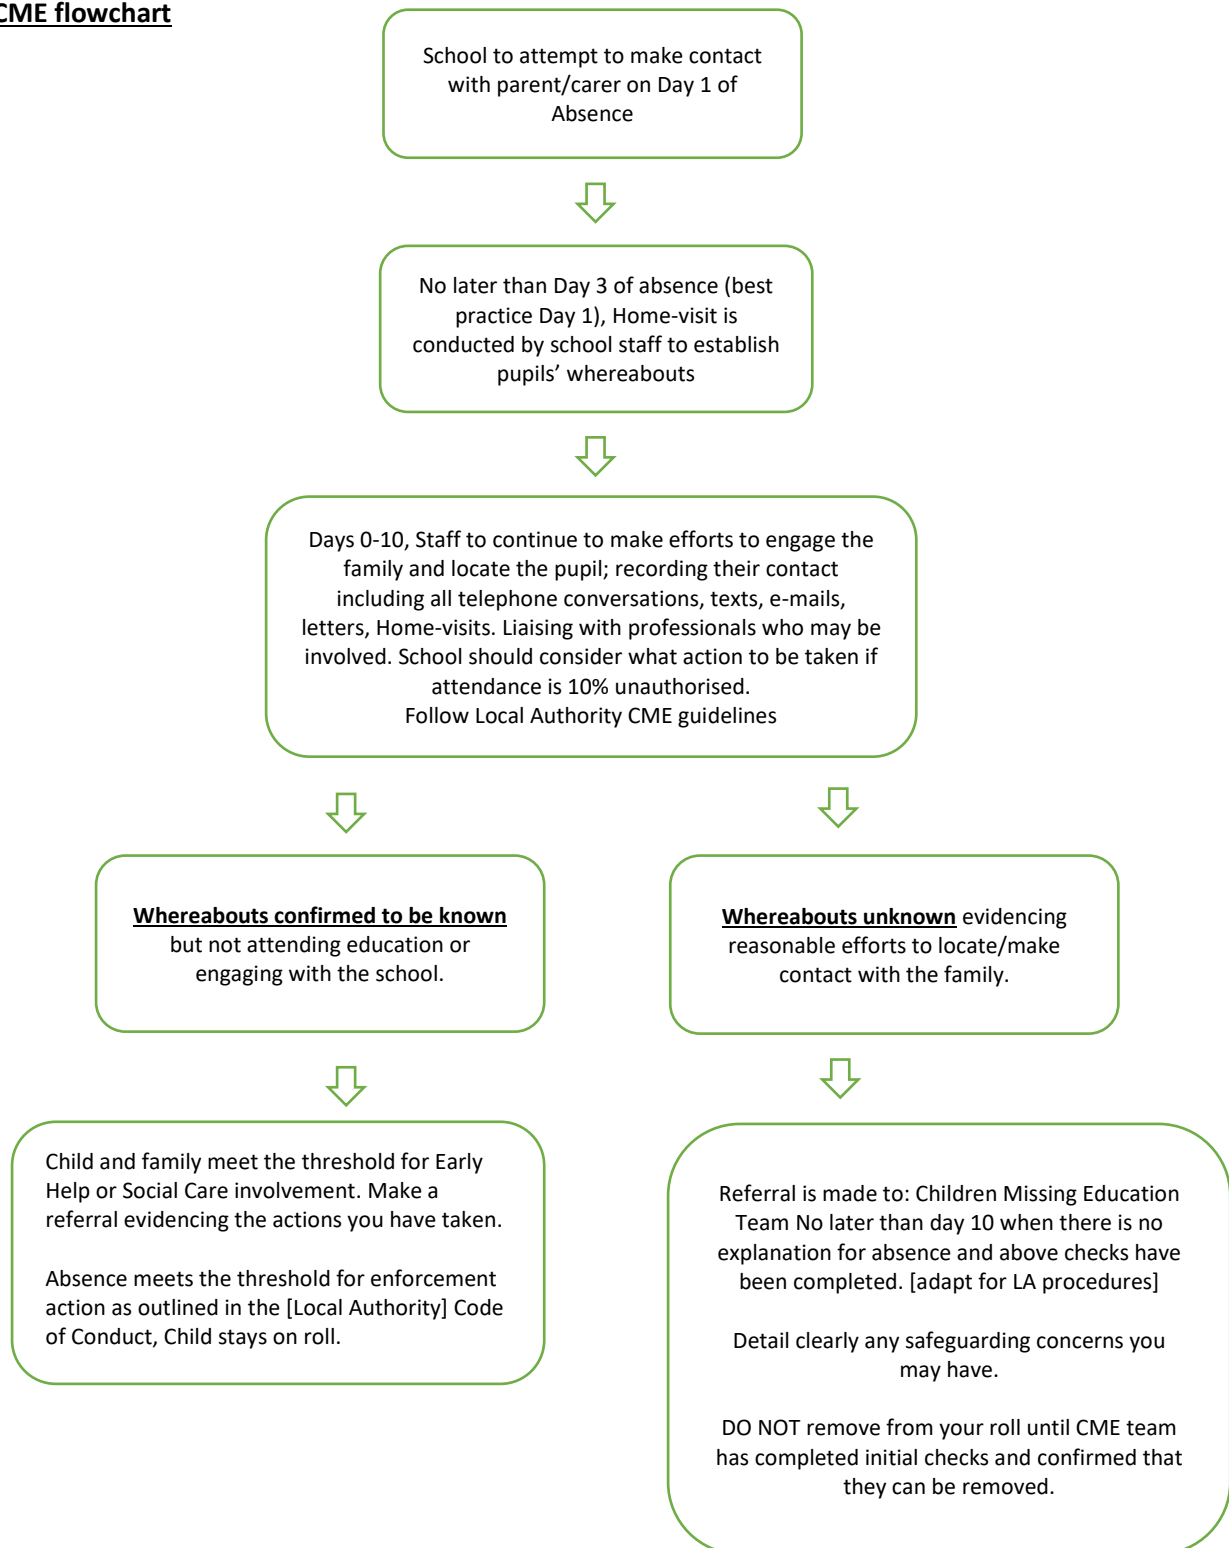 CME flowchart
School to attempt to make contact
with parent/carer on Day 1 of
Absence
No later than Day 3 of absence (best
practice Day 1), Home-visit is
conducted by school staff to establish
pupils’ whereabouts
Days 0-10, Staff to continue to make efforts to engage the
family and locate the pupil; recording their contact
including all telephone conversations, texts, e-mails,
letters, Home-visits. Liaising with professionals who may be
involved. School should consider what action to be taken if
attendance is 10% unauthorised.
Follow Local Authority CME guidelines
Whereabouts confirmed to be known
but not attending education or
engaging with the school.
Whereabouts unknown evidencing
reasonable efforts to locate/make
contact with the family.
Child and family meet the threshold for Early
Help or Social Care involvement. Make a
referral evidencing the actions you have taken.
Absence meets the threshold for enforcement
action as outlined in the [Local Authority] Code
of Conduct, Child stays on roll.
Referral is made to: Children Missing Education
Team No later than day 10 when there is no
explanation for absence and above checks have
been completed. [adapt for LA procedures]
Detail clearly any safeguarding concerns you
may have.
DO NOT remove from your roll until CME team
has completed initial checks and confirmed that
they can be removed.